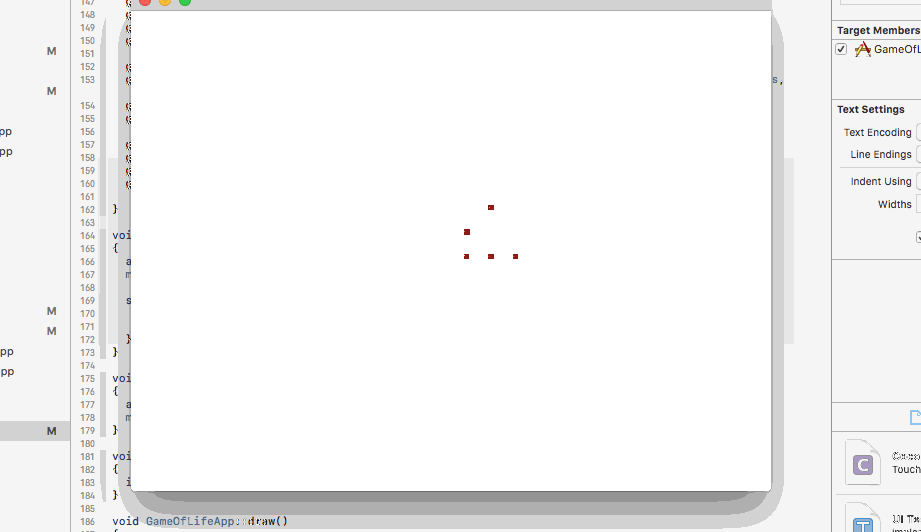 147
148
149
150
M
151
152
153
s,
M
154
155
pp
156
pp
157
158
159
160
161
162 }
163
164 voi
165 {
166 a
167 m
168
169 s
170
M
171
M
172 }
pp
173 }
174
pp
175 voi
176 {
177 a
178 m
M
179 }
180
181 voi
182 {
183 i
184 }
185
186 void GameOfLifeApp::draw()
Target Members
GameOfL
Text Settings
Text Encoding
Line Endings
Indent Using
Widths
C
Coco
Touch
T
UI Te